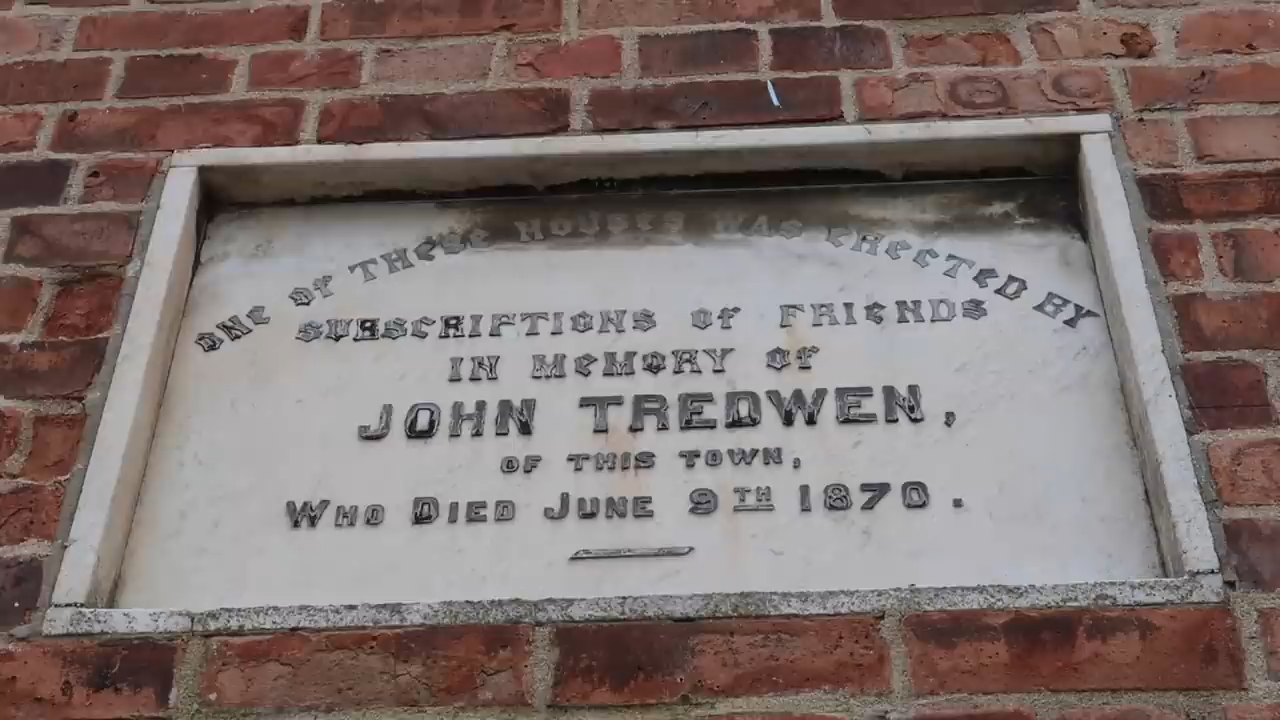 ONE OF THESE HOUSES WAS ERECTED BY
SUBSCRIPTIONS OF FRIENDS
IN MEMORY OF
JOHN TREDWEN,
OF THIS TOWN,
WHO DIED JUNE 9TH 1870.